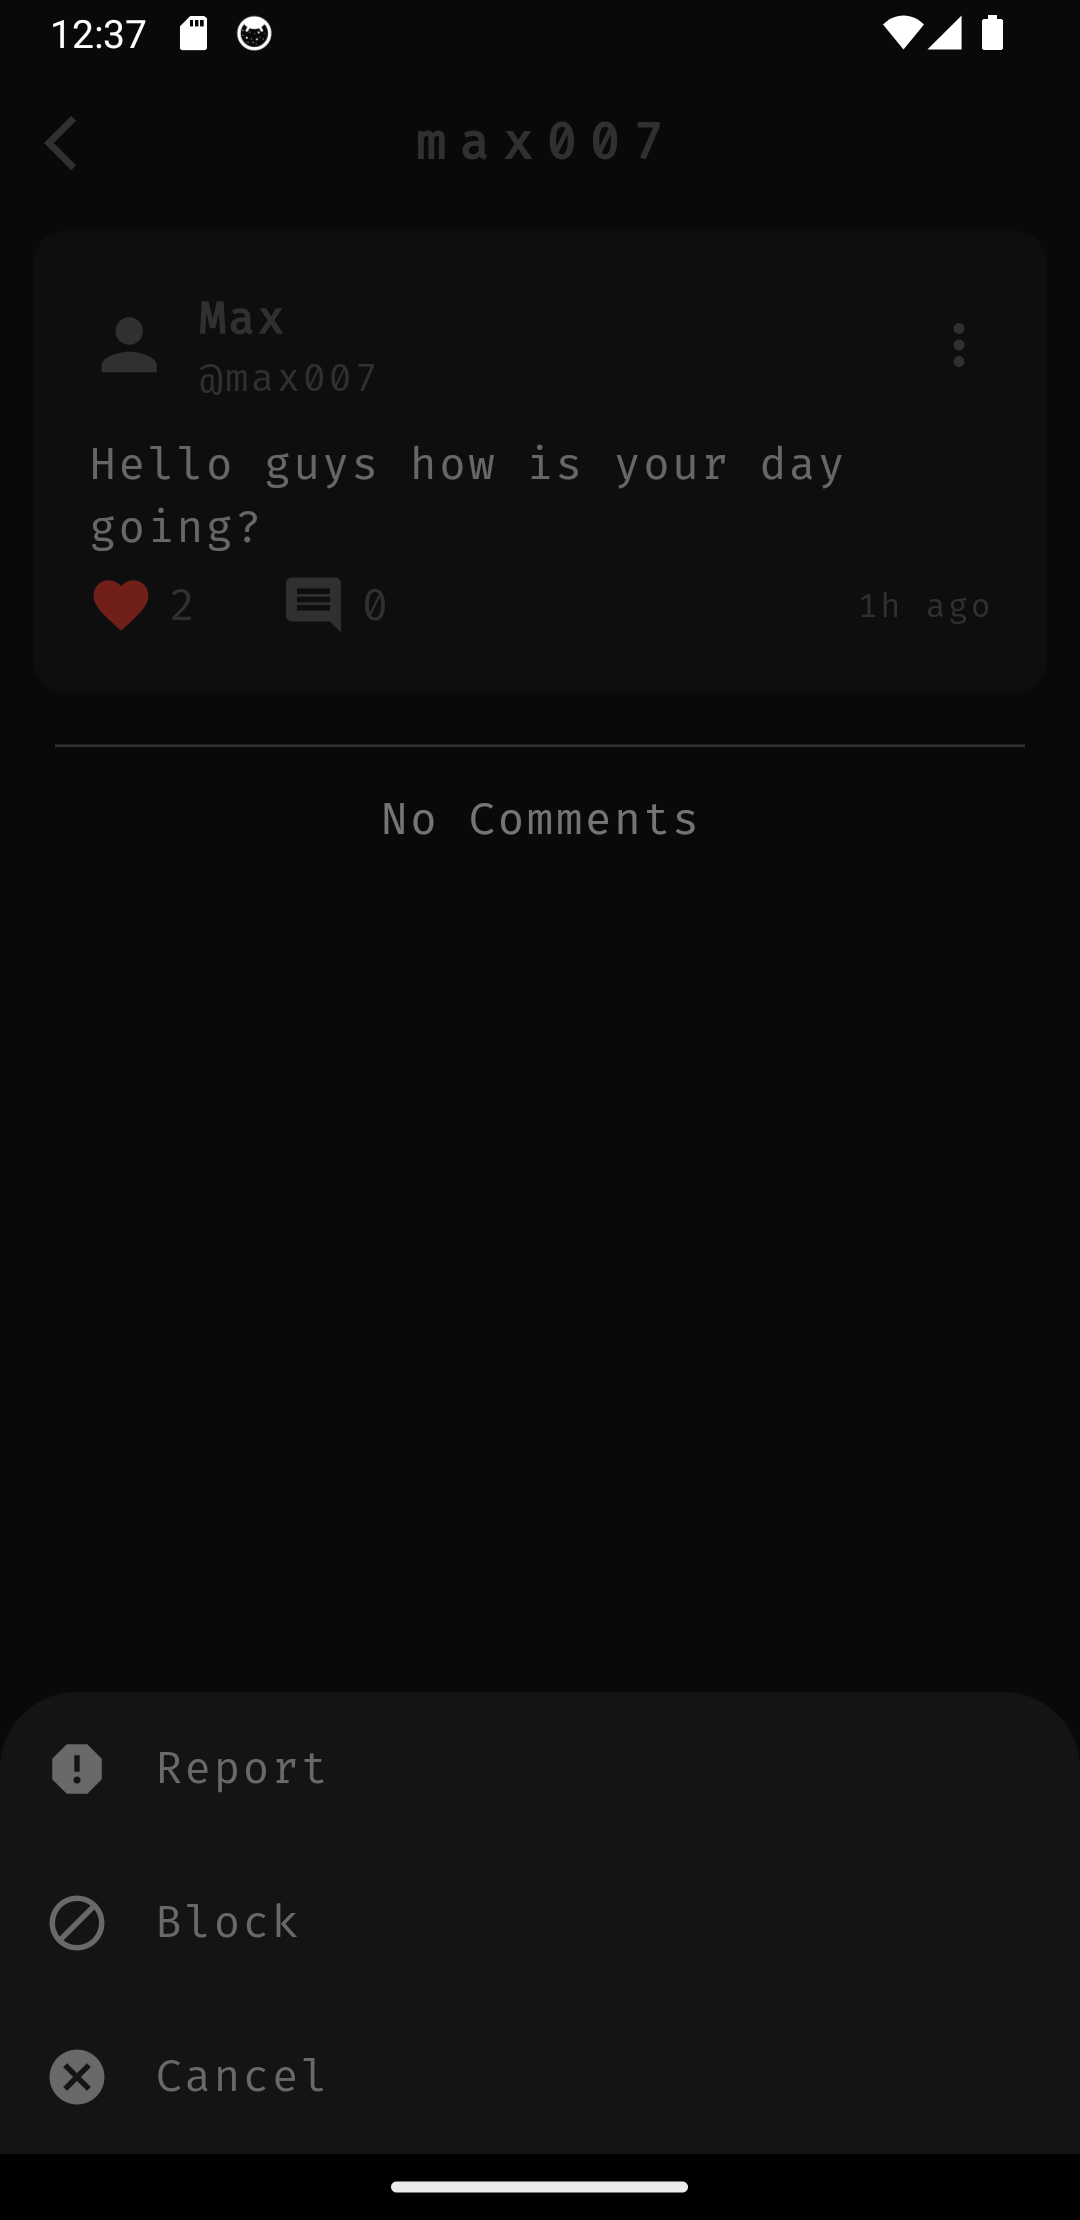 12:37
max007
Max
@max007
Hello guys how is your day
going?
2
0
1h ago
No Comments
Report
Block
Cancel